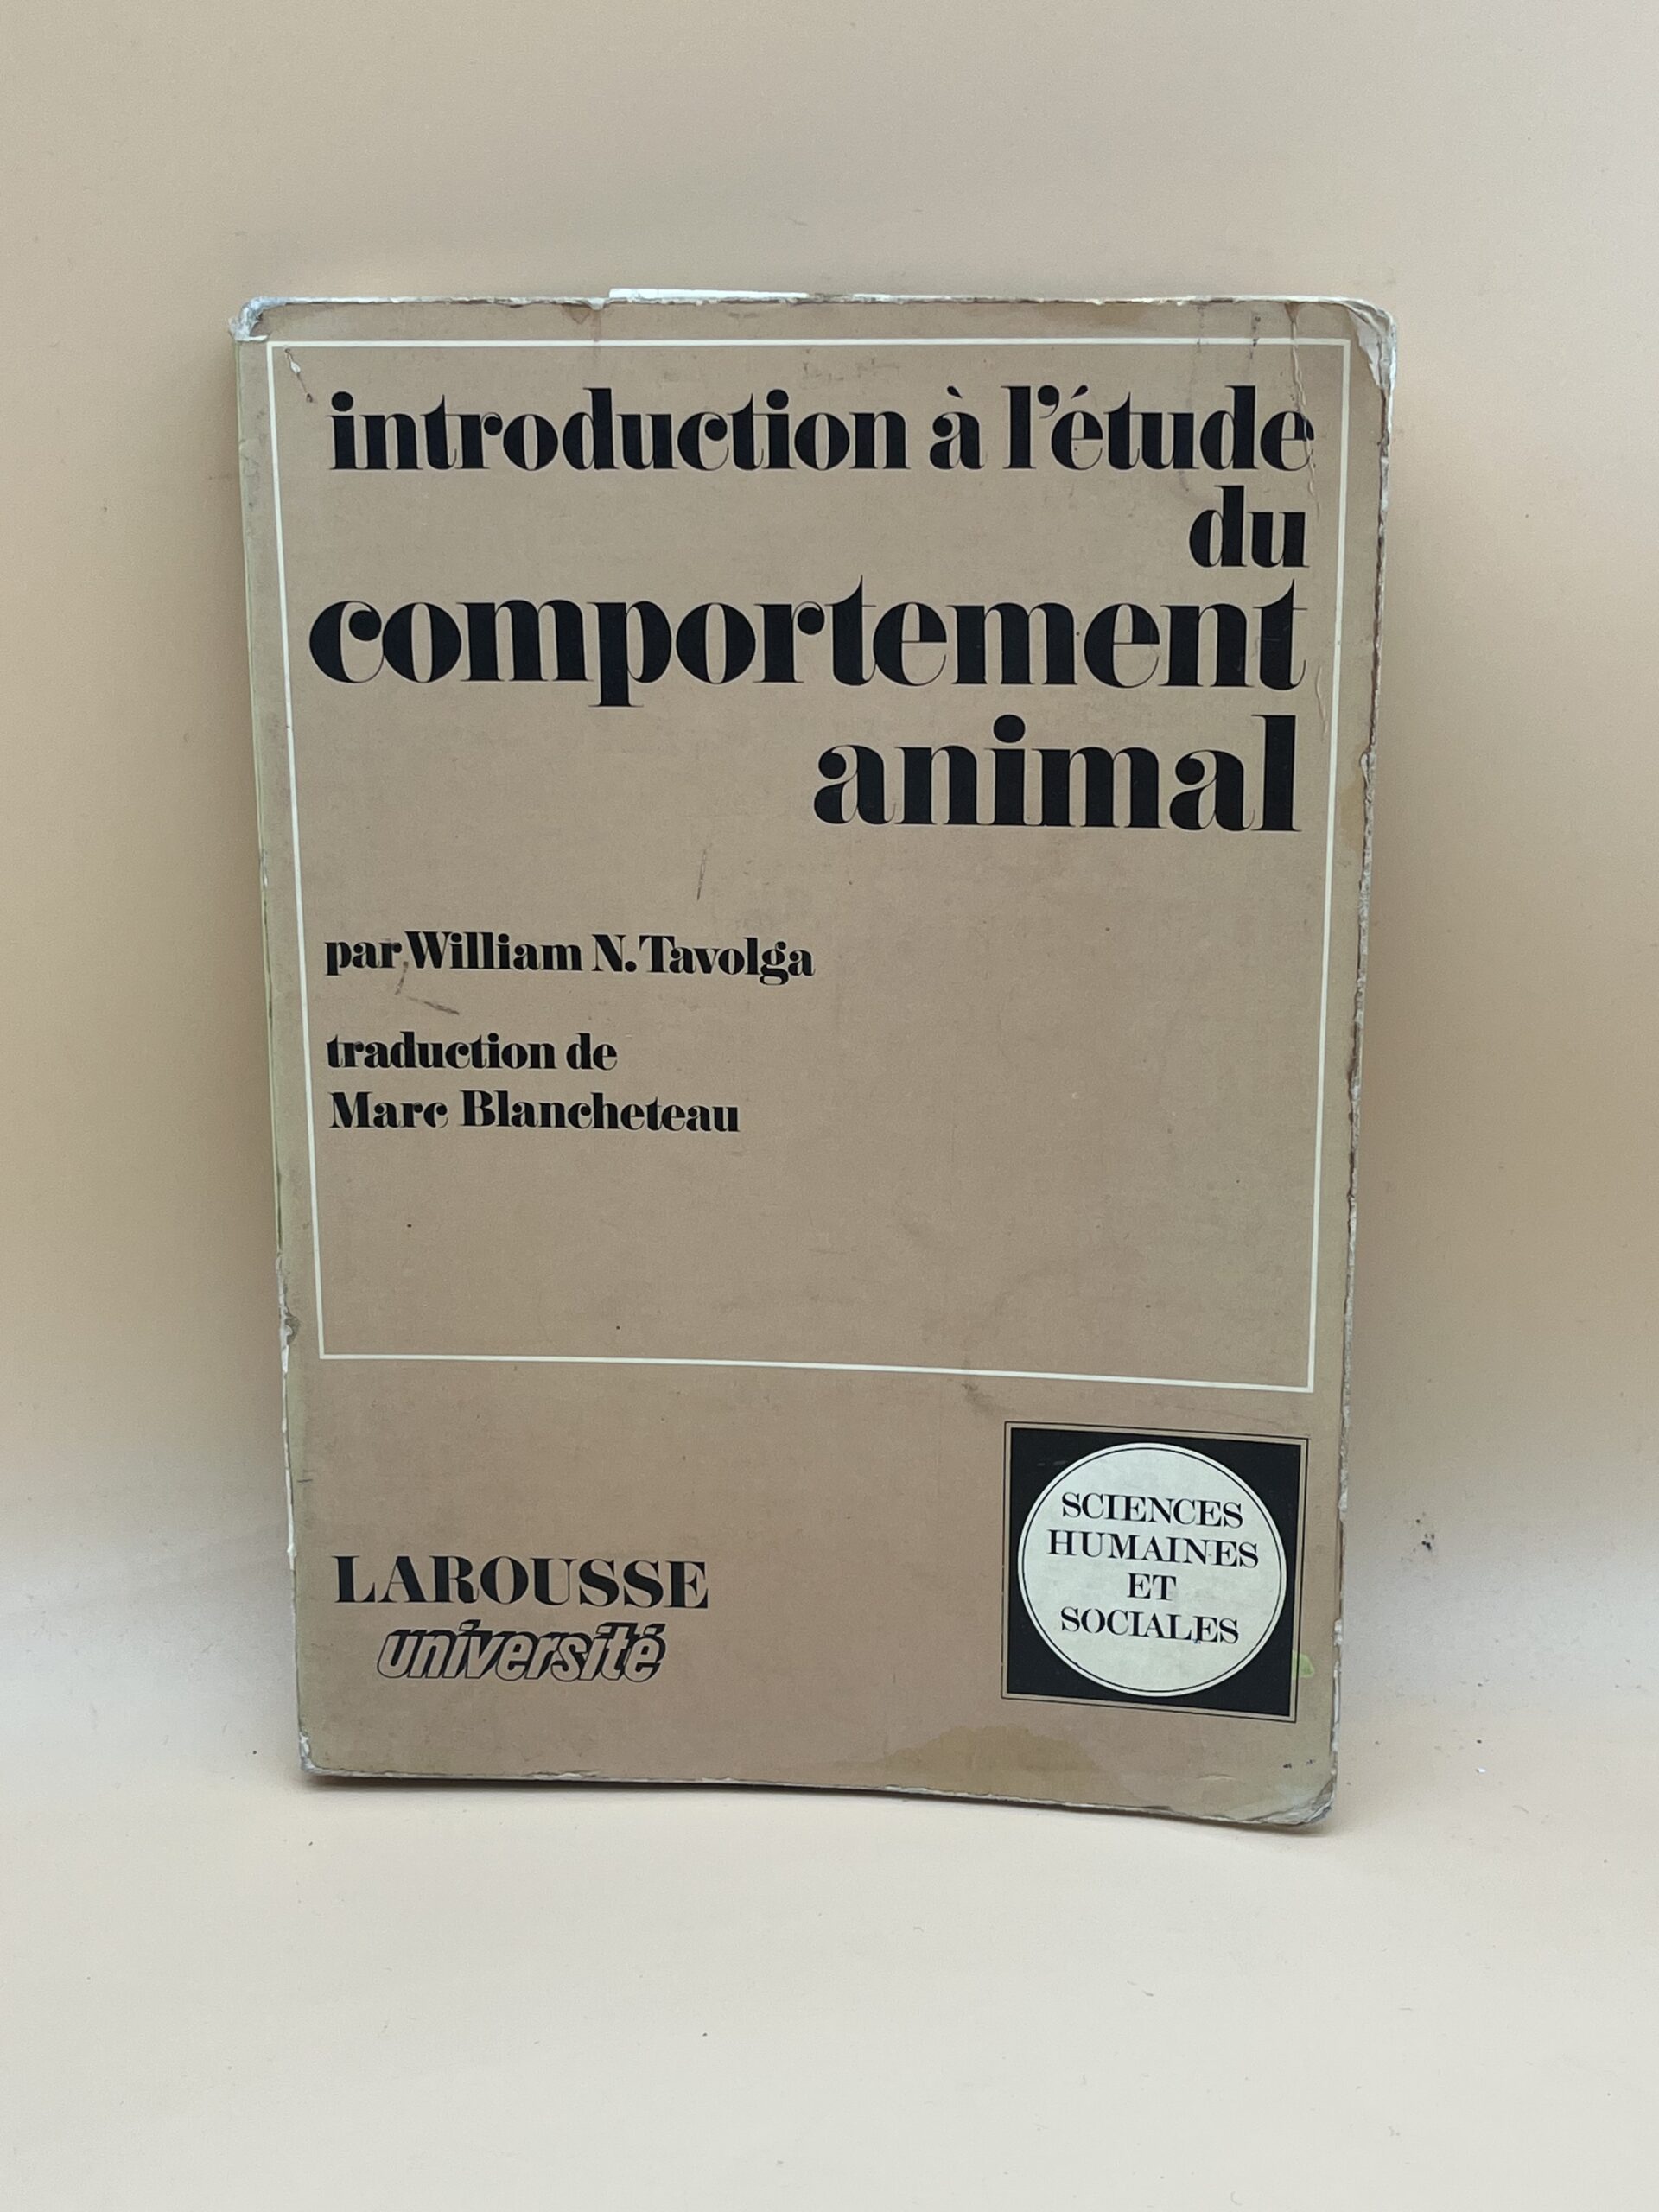 introduction à l'étude
du
comportement
animal
par William N. Tavolga
traduction de
Marc Blancheteau
LAROUSSE
université
SCIENCES
HUMAINES
ET
SOCIALES